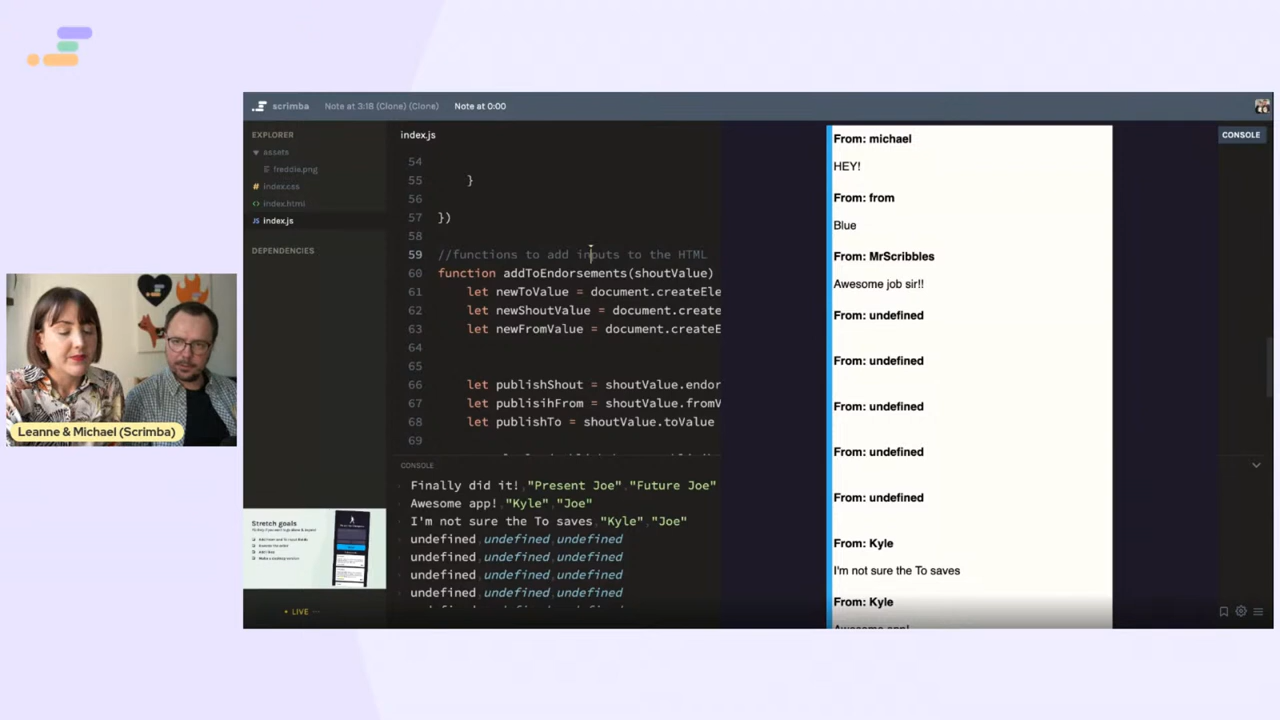 scrimba
Note at 3:18 (Clone) (Clone)
Note at 0:00
EXPLORER
assets
freddie.png
index.css
index.html
index.js
DEPENDENCIES
index.js
54
55 }
56
57 })
58
59 //functions to add inputs to the HTML
60 function addToEndorsements(shoutValue)
61 let newToValue = document.createEle
62 let newShoutValue = document.create
63 let newFromValue = document.createE
64
65
66 let publishShout = shoutValue.endor
67 let publisihFrom = shoutValue.fromV
68 let publishTo = shoutValue.toValue
69
CONSOLE
Finally did it!,"Present Joe","Future Joe"
Awesome app!,"Kyle","Joe"
I'm not sure the To saves,"Kyle","Joe"
undefined,undefined,undefined
undefined,undefined,undefined
undefined,undefined,undefined
undefined,undefined,undefined
From: michael
HEY!
From: from
Blue
From: MrScribbles
Awesome job sir!!
From: undefined
From: undefined
From: undefined
From: undefined
From: undefined
From: Kyle
I'm not sure the To saves
From: Kyle
Awesome app!
CONSOLE
Leanne & Michael (Scrimba)
Stretch goals
LIVE